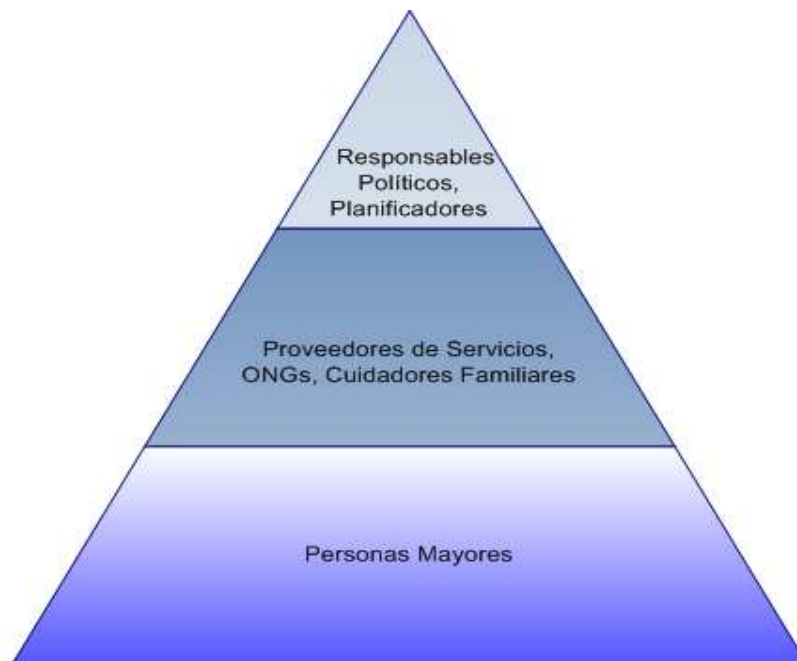 Responsables
Políticos,
Planificadores
Proveedores de Servicios,
ONGs, Cuidadores Familiares
Personas Mayores